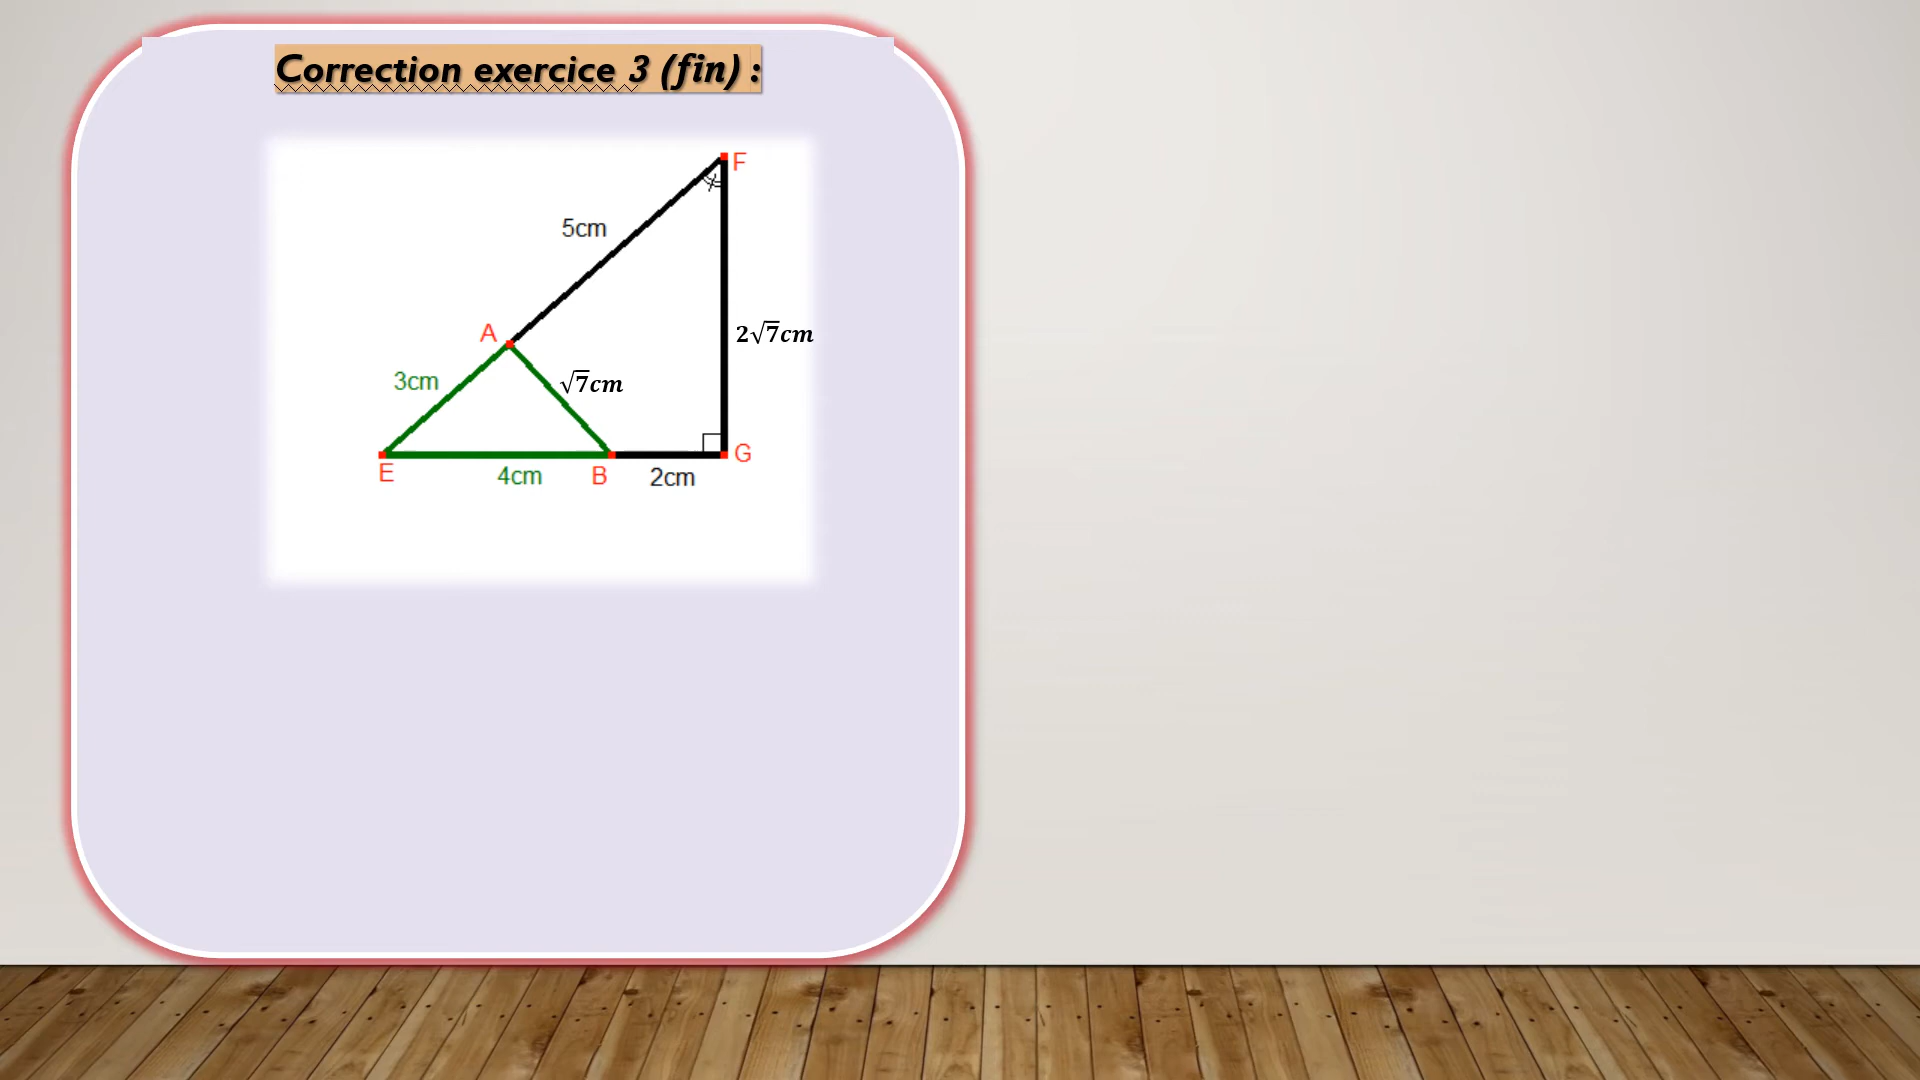 Correction exercice 3 (fin) :
F
5cm
A
2√7cm
3cm
√7cm
G
E
4cm
B
2cm